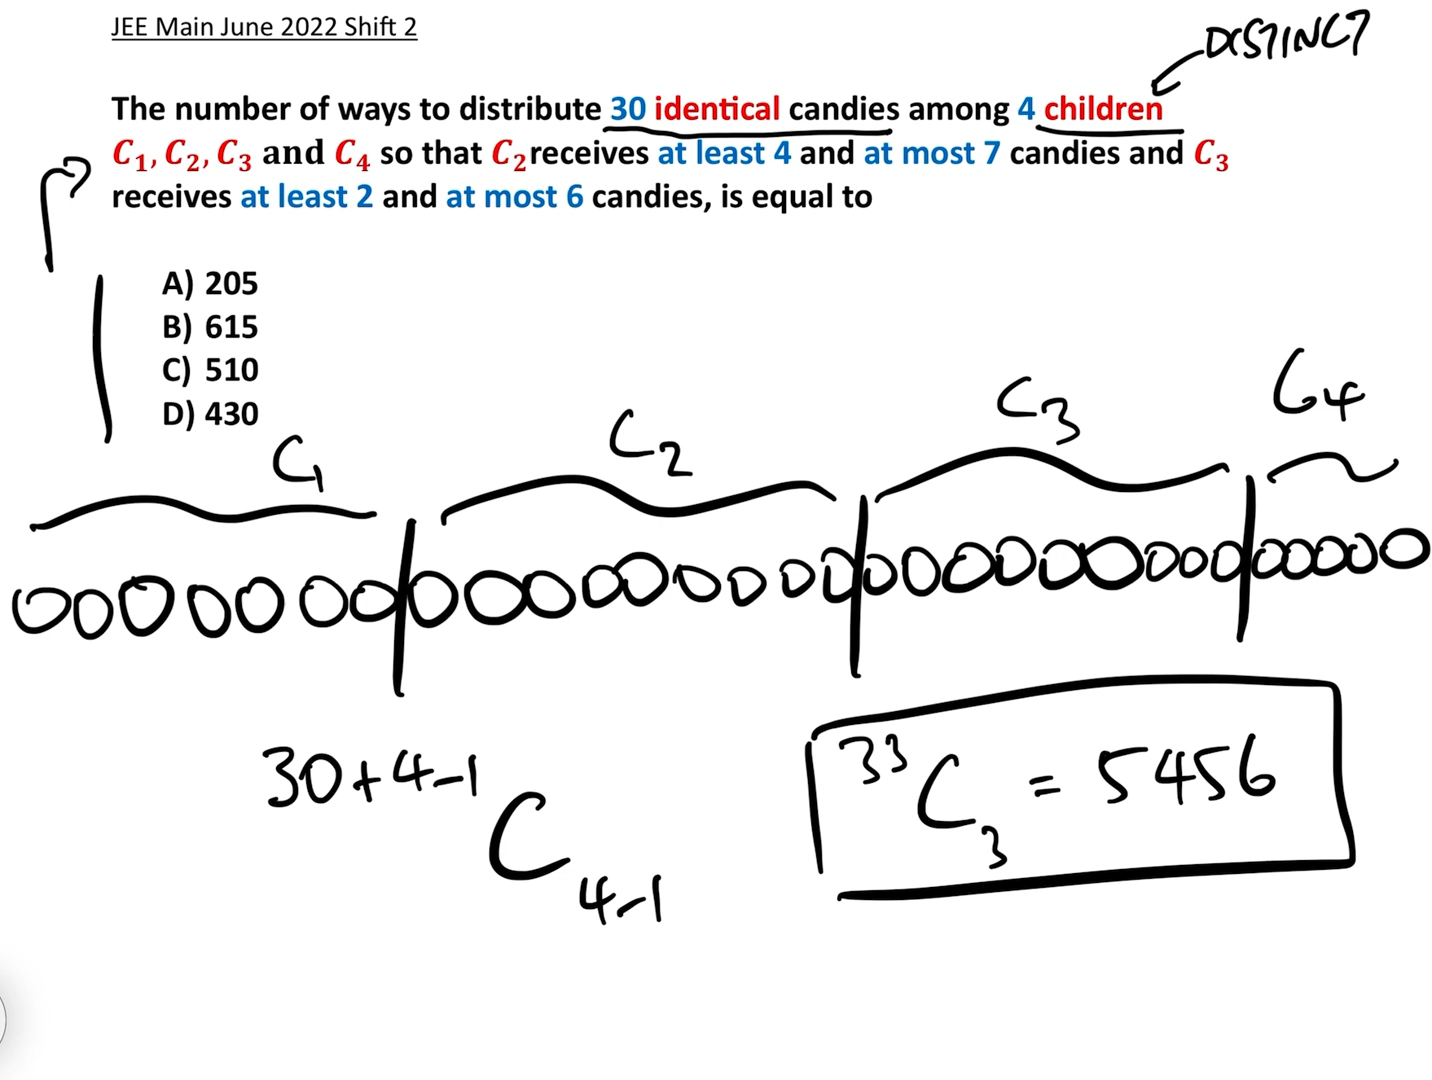 JEE Main June 2022 Shift 2
DISTINCT
The number of ways to distribute 30 identical candies among 4 children
C₁, C₂, C₃ and C₄ so that C₂receives at least 4 and at most 7 candies and C₃
receives at least 2 and at most 6 candies, is equal to
A) 205
B) 615
C) 510
D) 430
C₁ C₂ C₃ C₄
³⁰⁺⁴⁻¹C₄₋₁
³³C₃ = 5456